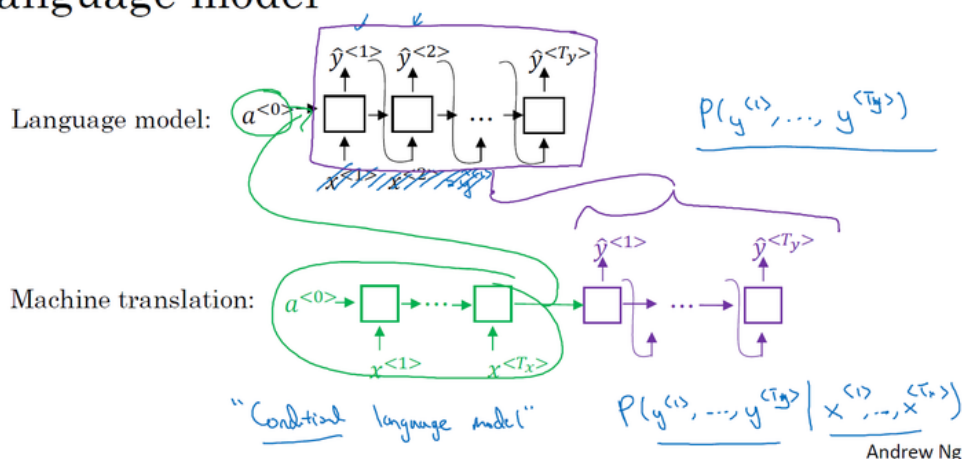 anguage model
ŷ<1> ŷ<2> ŷ<Ty>
Language model: a<0> ... P(y<1>, ..., y<Ty>)
x<1> x<2>
ŷ<1> ŷ<Ty>
Machine translation: a<0> ... ...
x<1> x<Tx>
"Conditional language model" P(y<1>, ..., y<Ty> | x<1>, ..., x<Tx>)
Andrew Ng